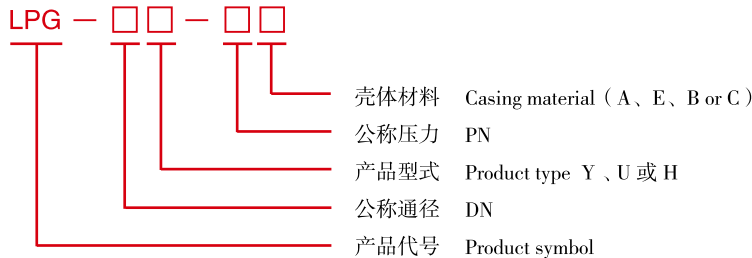 LPG — □□ — □□
壳体材料 Casing material（A、E、B or C）
公称压力 PN
产品型式 Product type Y、U 或 H
公称通径 DN
产品代号 Product symbol